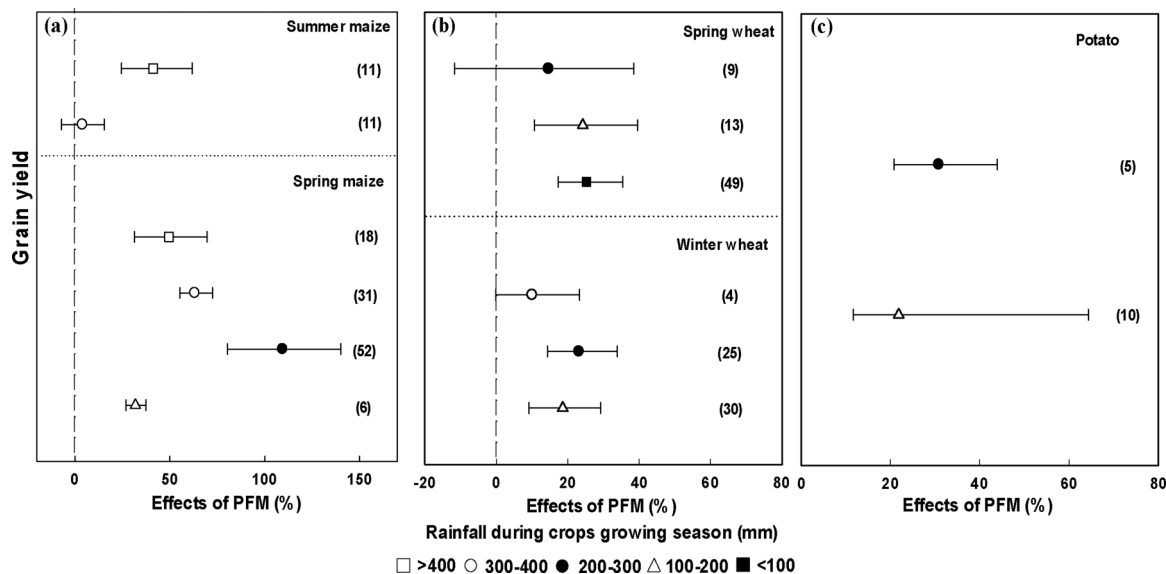 Grain yield
(a)
Summer maize
(11)
(11)
Spring maize
(18)
(31)
(52)
(6)
0 50 100 150
Effects of PFM (%)
(b)
Spring wheat
(9)
(13)
(49)
Winter wheat
(4)
(25)
(30)
-20 0 20 40 60 80
Effects of PFM (%)
(c)
Potato
(5)
(10)
0 20 40 60 80
Effects of PFM (%)
Rainfall during crops growing season (mm)
>400 300-400 200-300 100-200 <100